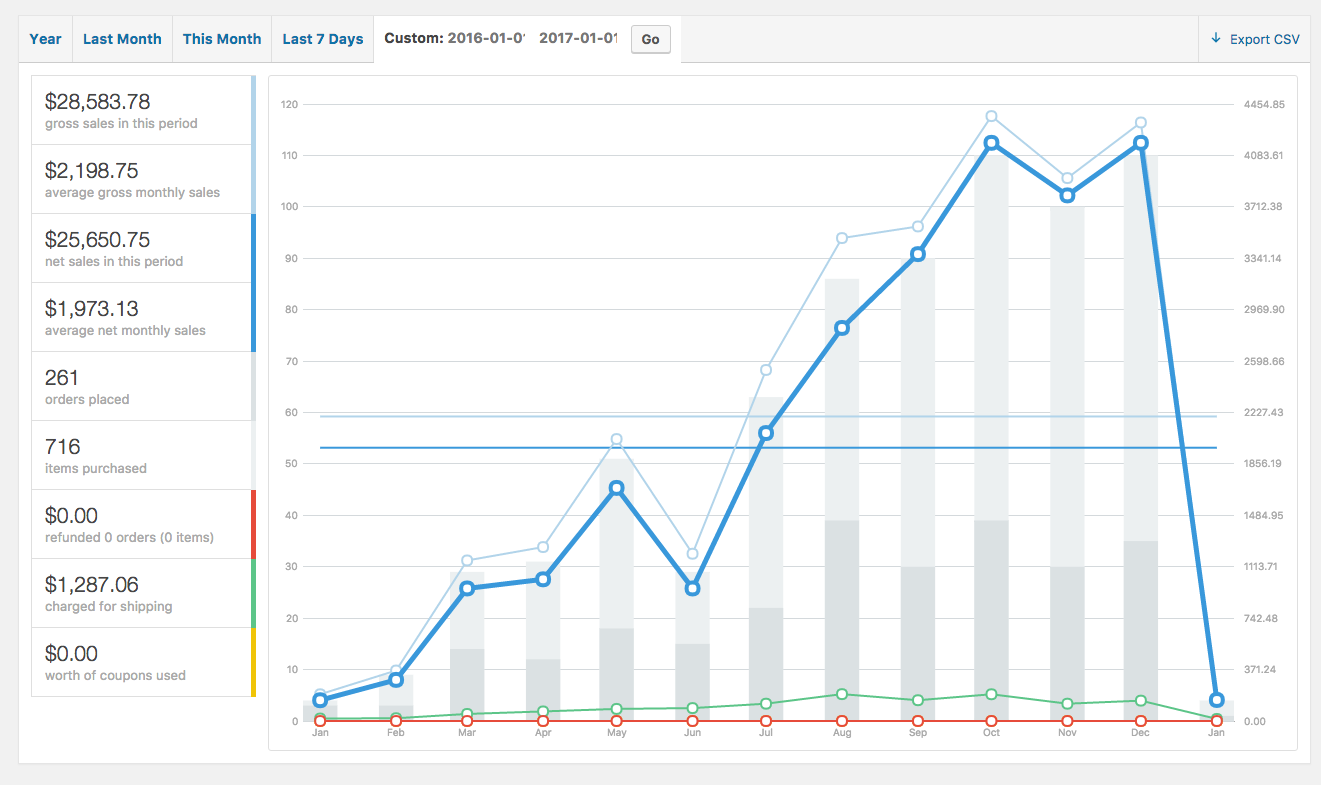 Year Last Month This Month Last 7 Days Custom: 2016-01-0 2017-01-01 Go Export CSV
$28,583.78
gross sales in this period
$2,198.75
average gross monthly sales
$25,650.75
net sales in this period
$1,973.13
average net monthly sales
261
orders placed
716
items purchased
$0.00
refunded 0 orders (0 items)
$1,287.06
charged for shipping
$0.00
worth of coupons used
120 4454.85
110 4083.61
100 3712.38
90 3341.14
80 2969.90
70 2598.66
60 2227.43
50 1856.19
40 1484.95
30 1113.71
20 742.48
10 371.24
0 0.00
Jan Feb Mar Apr May Jun Jul Aug Sep Oct Nov Dec Jan